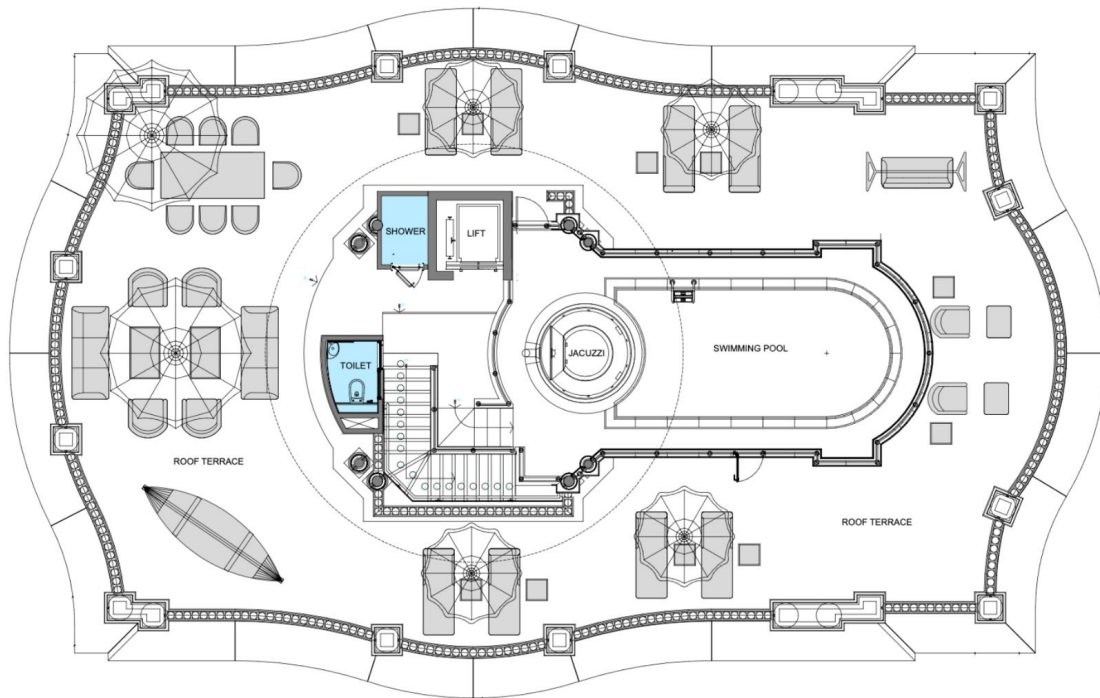 SHOWER
LIFT
JACUZZI
SWIMMING POOL
TOILET
ROOF TERRACE
ROOF TERRACE